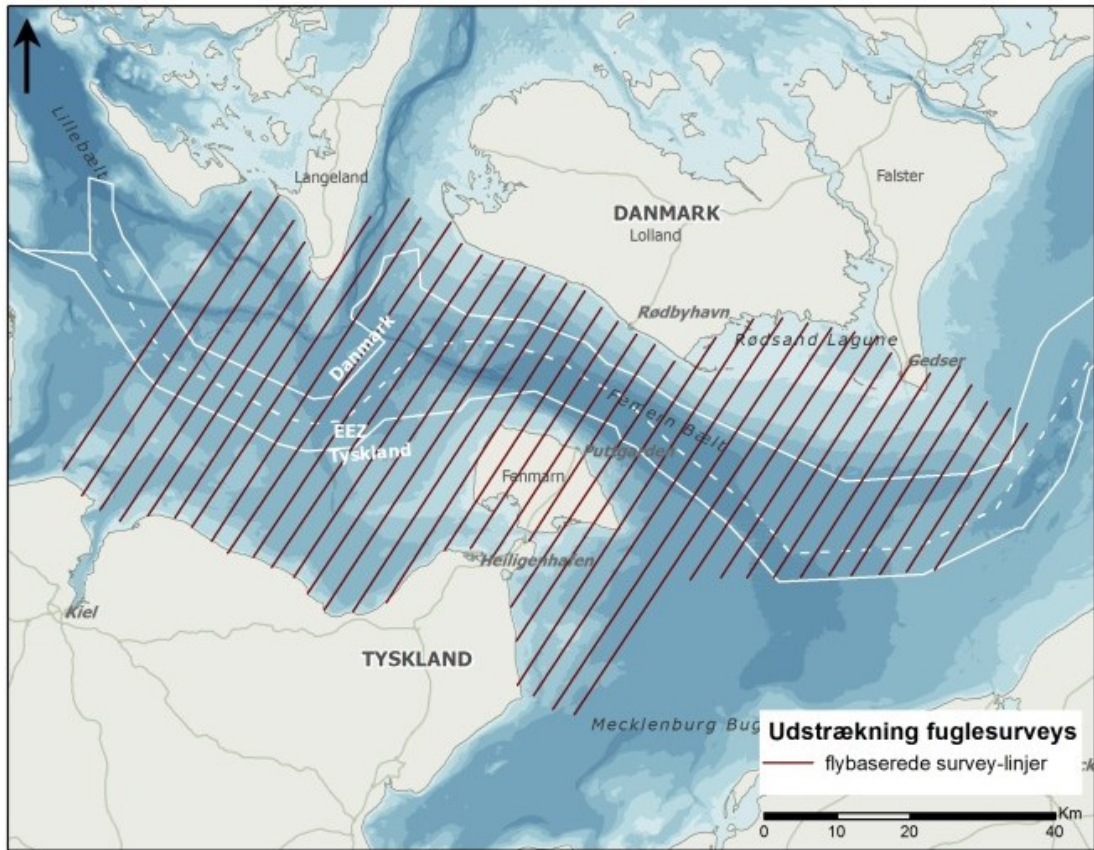 Lillebælt
Langeland
DANMARK
Lolland
Falster
Rødbyhavn
Rødsand Lagune
Gedser
Danmark
EEZ
Tyskland
Femern Bælt
Puttgarden
Fehmarn
Heiligenhafen
Kiel
TYSKLAND
Mecklenburg Bug
Udstrækning fuglesurveys
flybaserede survey-linjer
Km
0 10 20 40